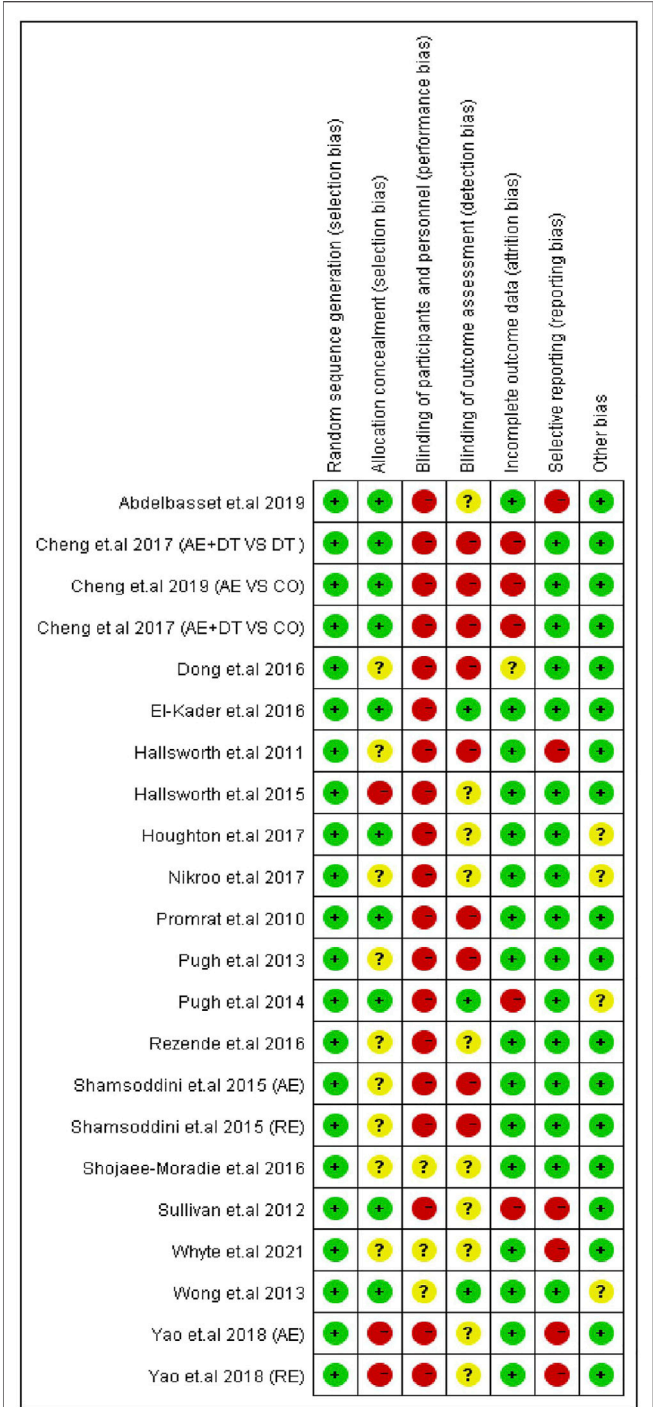 Random sequence generation (selection bias)
Allocation concealment (selection bias)
Blinding of participants and personnel (performance bias)
Blinding of outcome assessment (detection bias)
Incomplete outcome data (attrition bias)
Selective reporting (reporting bias)
Other bias
Abdelbasset et.al 2019 + + - ? + - +
Cheng et.al 2017 (AE+DT VS DT ) + + - - - + +
Cheng et.al 2019 (AE VS CO) + + - - - + +
Cheng et al 2017 (AE+DT VS CO) + + - - - + +
Dong et.al 2016 + ? - - ? + +
El-Kader et.al 2016 + + - + + + +
Hallsworth et.al 2011 + ? - - + - +
Hallsworth et.al 2015 + - - ? + + +
Houghton et.al 2017 + + - ? + + ?
Nikroo et.al 2017 + ? - ? + + ?
Promrat et.al 2010 + + - - + + +
Pugh et.al 2013 + ? - - + + +
Pugh et.al 2014 + + - + - + ?
Rezende et.al 2016 + ? - ? + + +
Shamsoddini et.al 2015 (AE) + ? - - + + +
Shamsoddini et.al 2015 (RE) + ? - - + + +
Shojaee-Moradie et.al 2016 + ? ? ? + + +
Sullivan et.al 2012 + + - ? - - +
Whyte et.al 2021 + ? ? ? + - +
Wong et.al 2013 + + ? + + + ?
Yao et.al 2018 (AE) + - - ? + - +
Yao et.al 2018 (RE) + - - ? + - +